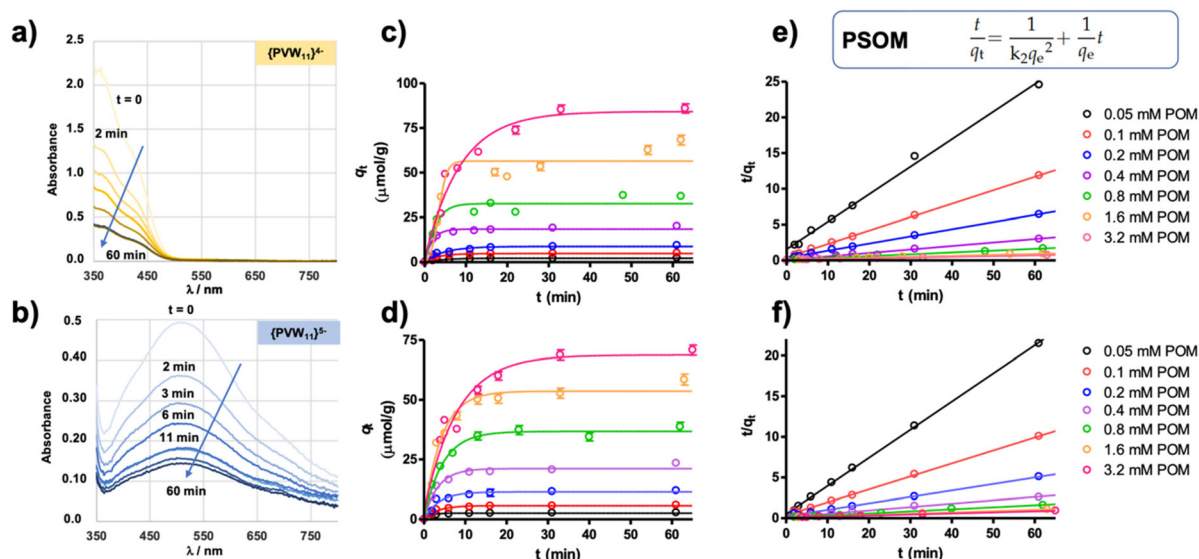 a)
{PVW11}4-
Absorbance
2.5
2.0
1.5
1.0
0.5
0.0
t = 0
2 min
60 min
350 450 550 650 750
λ / nm
b)
{PVW11}5-
Absorbance
0.5
0.40
0.30
0.20
0.10
0.0
t = 0
2 min
3 min
6 min
11 min
60 min
350 450 550 650 750
λ / nm
c)
qt
(μmol/g)
100
75
50
25
0
0 10 20 30 40 50 60
t (min)
d)
qt
(μmol/g)
75
50
25
0
0 10 20 30 40 50 60
t (min)
e)
PSOM t/qt = 1/k2qe2 + 1/qe t
t/qt
25
20
15
10
5
0
0 10 20 30 40 50 60
t (min)
0.05 mM POM
0.1 mM POM
0.2 mM POM
0.4 mM POM
0.8 mM POM
1.6 mM POM
3.2 mM POM
f)
t/qt
20
15
10
5
0
0 10 20 30 40 50 60
t (min)
0.05 mM POM
0.1 mM POM
0.2 mM POM
0.4 mM POM
0.8 mM POM
1.6 mM POM
3.2 mM POM